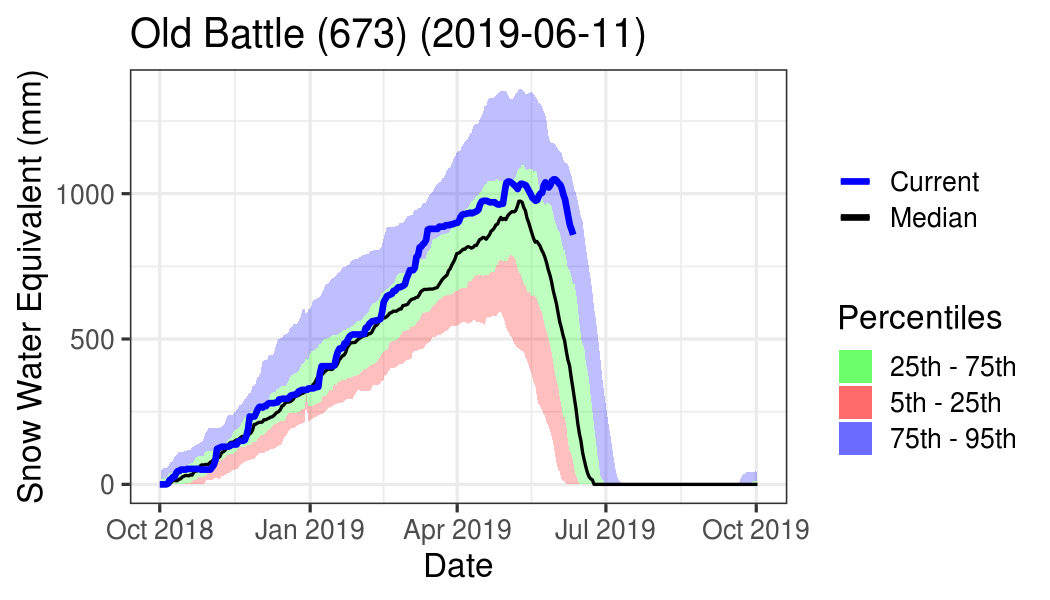 Old Battle (673) (2019-06-11)
Snow Water Equivalent (mm)
1000
500
0
Oct 2018 Jan 2019 Apr 2019 Jul 2019 Oct 2019
Date
Current
Median
Percentiles
25th - 75th
5th - 25th
75th - 95th